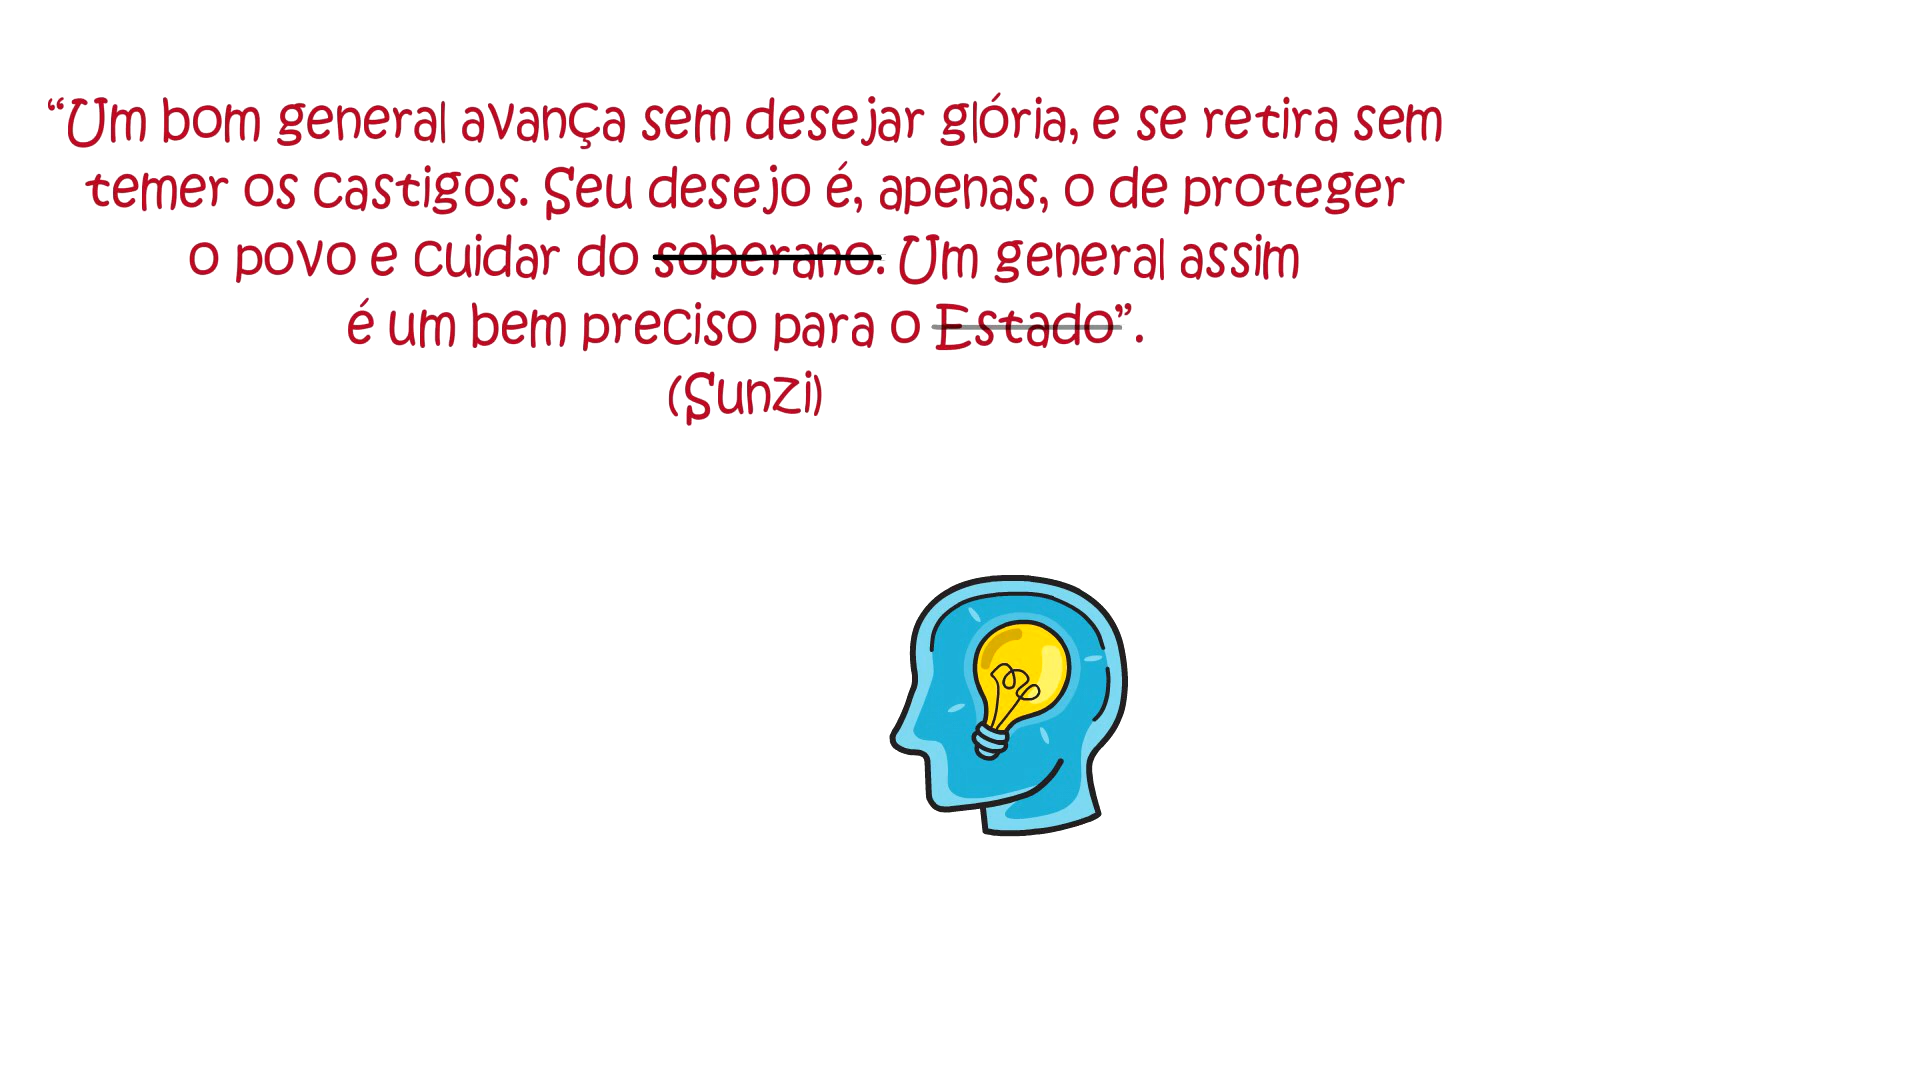 “Um bom general avança sem desejar glória, e se retira sem
temer os castigos. Seu desejo é, apenas, o de proteger
o povo e cuidar do soberano. Um general assim
é um bem preciso para o Estado”.
(Sunzi)